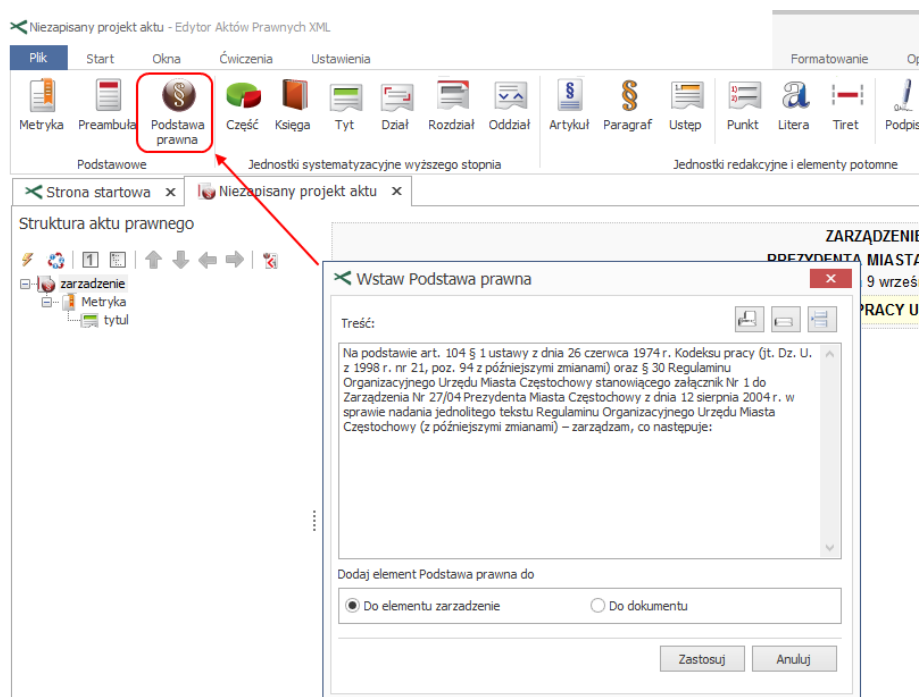 Niezapisany projekt aktu - Edytor Aktów Prawnych XML
Plik Start Okna Ćwiczenia Ustawienia Formatowanie Op
Metryka Preambuła Podstawa prawna Część Księga Tyt Dział Rozdział Oddział Artykuł Paragraf Ustęp Punkt Litera Tiret Podpis
Podstawowe Jednostki systematyzacyjne wyższego stopnia Jednostki redakcyjne i elementy potomne
Strona startowa x Niezapisany projekt aktu x
Struktura aktu prawnego
ZARZĄDZENIE
PREZYDENTA MIASTA
9 wrześ
PRACY U
zarzadzenie
Metryka
tytul
Wstaw Podstawa prawna
Treść:
Na podstawie art. 104 § 1 ustawy z dnia 26 czerwca 1974 r. Kodeksu pracy (jt. Dz. U.
z 1998 r. nr 21, poz. 94 z późniejszymi zmianami) oraz § 30 Regulaminu
Organizacyjnego Urzędu Miasta Częstochowy stanowiącego załącznik Nr 1 do
Zarządzenia Nr 27/04 Prezydenta Miasta Częstochowy z dnia 12 sierpnia 2004 r. w
sprawie nadania jednolitego tekstu Regulaminu Organizacyjnego Urzędu Miasta
Częstochowy (z późniejszymi zmianami) – zarządzam, co następuje:
Dodaj element Podstawa prawna do
Do elementu zarzadzenie Do dokumentu
Zastosuj Anuluj